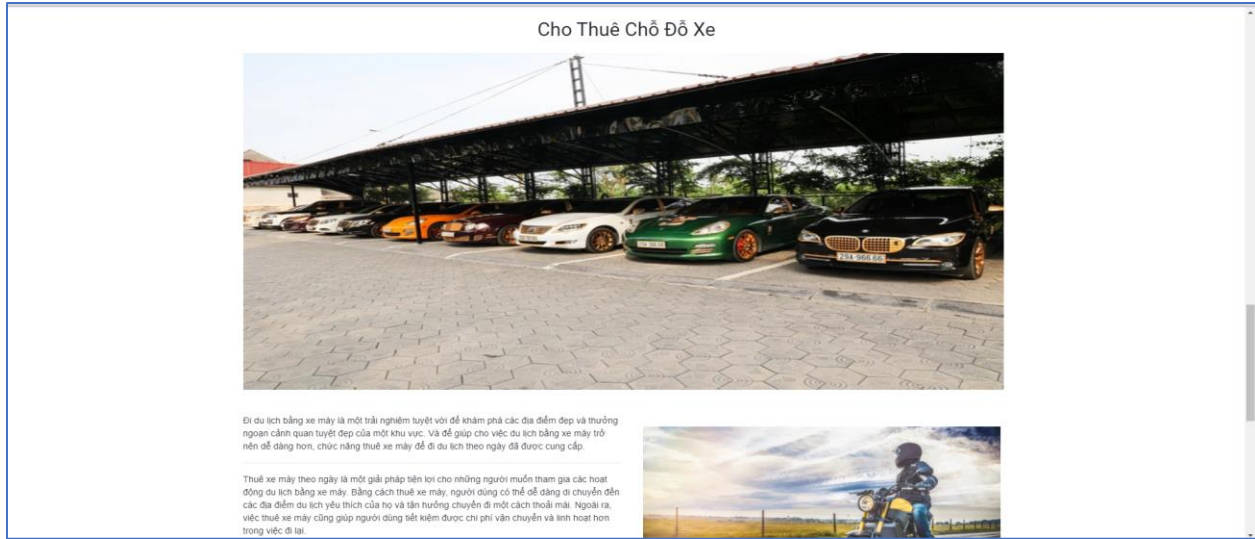 Cho Thuê Chỗ Đỗ Xe
29A-966.66
Đi du lịch bằng xe máy là một trải nghiệm tuyệt vời để khám phá các địa điểm đẹp và thưởng
ngoạn cảnh quan tuyệt đẹp của một khu vực. Và để giúp cho việc du lịch bằng xe máy trở
nên dễ dàng hơn, chức năng thuê xe máy để đi du lịch theo ngày đã được cung cấp.
Thuê xe máy theo ngày là một giải pháp tiện lợi cho những người muốn tham gia các hoạt
động du lịch bằng xe máy. Bằng cách thuê xe máy, người dùng có thể dễ dàng di chuyển đến
các địa điểm du lịch yêu thích của họ và tận hưởng chuyến đi một cách thoải mái. Ngoài ra,
việc thuê xe máy cũng giúp người dùng tiết kiệm được chi phí vận chuyển và linh hoạt hơn
trong việc đi lại.